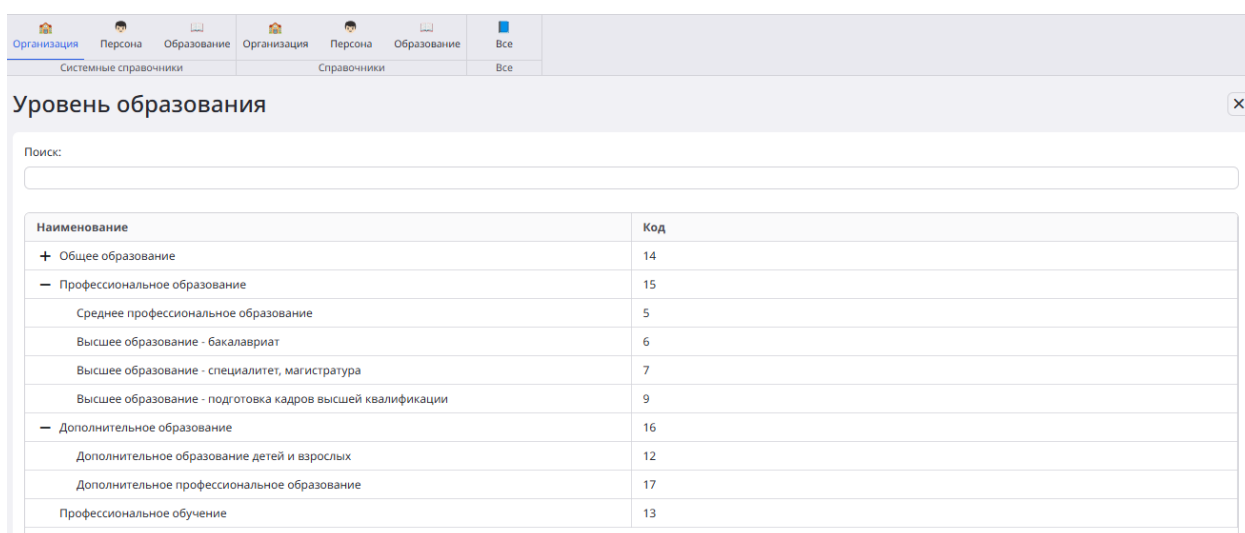 Организация Персона Образование Организация Персона Образование Все
Системные справочники Справочники Все
Уровень образования
Поиск:
Наименование Код
Общее образование 14
Профессиональное образование 15
Среднее профессиональное образование 5
Высшее образование - бакалавриат 6
Высшее образование - специалитет, магистратура 7
Высшее образование - подготовка кадров высшей квалификации 9
Дополнительное образование 16
Дополнительное образование детей и взрослых 12
Дополнительное профессиональное образование 17
Профессиональное обучение 13